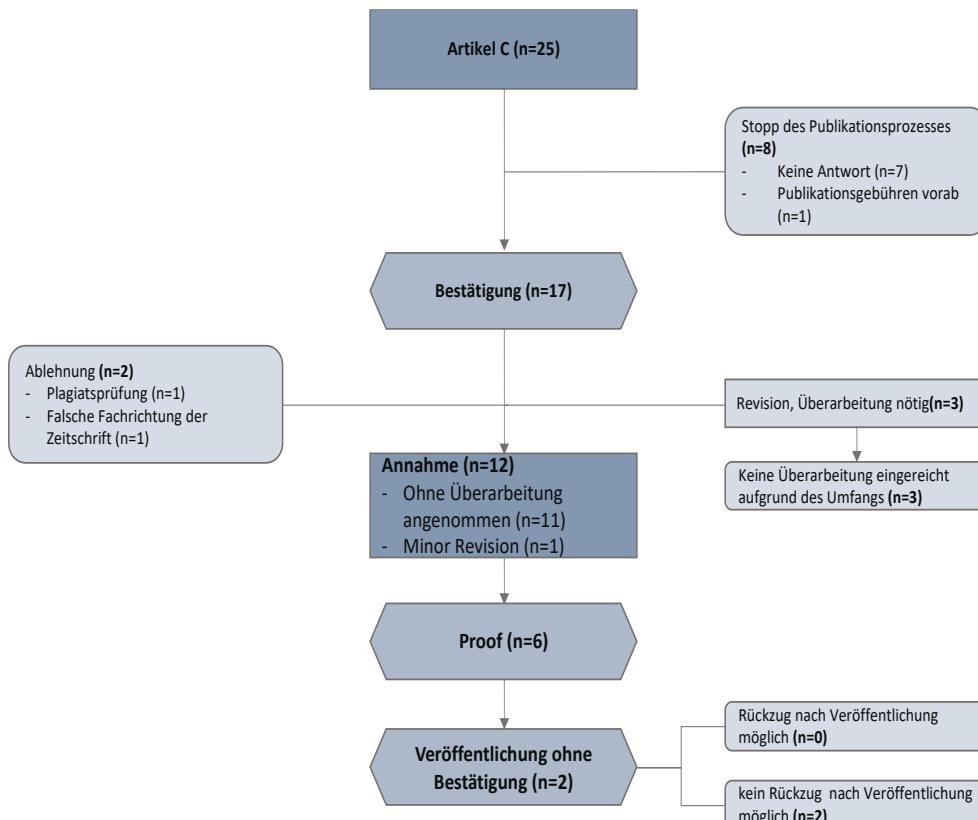 Artikel C (n=25)
Stopp des Publikationsprozesses
(n=8)
- Keine Antwort (n=7)
- Publikationsgebühren vorab
(n=1)
Bestätigung (n=17)
Ablehnung (n=2)
- Plagiatsprüfung (n=1)
- Falsche Fachrichtung der
Zeitschrift (n=1)
Revision, Überarbeitung nötig(n=3)
Keine Überarbeitung eingereicht
aufgrund des Umfangs (n=3)
Annahme (n=12)
- Ohne Überarbeitung
angenommen (n=11)
- Minor Revision (n=1)
Proof (n=6)
Veröffentlichung ohne
Bestätigung (n=2)
Rückzug nach Veröffentlichung
möglich (n=0)
kein Rückzug nach Veröffentlichung
möglich (n=2)